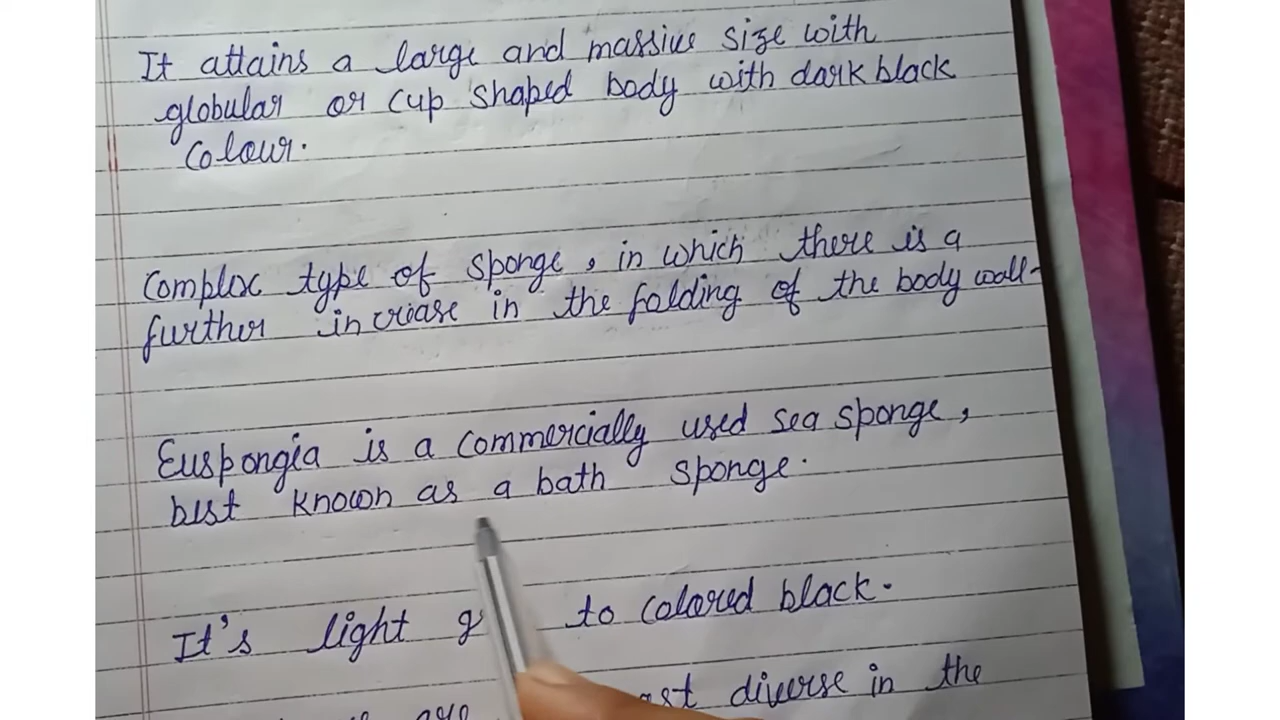 It attains a large and massive size with
globular or cup shaped body with dark black
colour.
Complex type of sponge, in which there is a
further increase in the folding of the body wall-
Euspongia is a commercially used sea sponge,
best known as a bath sponge.
It's light to colored black.
diverse in the